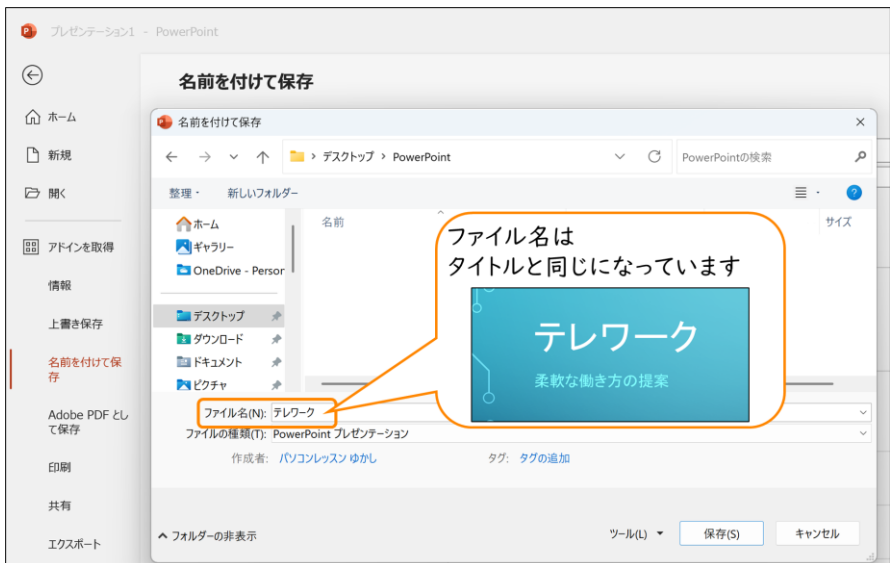 プレゼンテーション1 - PowerPoint
名前を付けて保存
ホーム
新規
開く
アドインを取得
情報
上書き保存
名前を付けて保
存
Adobe PDF とし
て保存
印刷
共有
エクスポート
名前を付けて保存
デスクトップ
PowerPoint
PowerPointの検索
整理
新しいフォルダー
ホーム
ギャラリー
OneDrive - Person
デスクトップ
ダウンロード
ドキュメント
ピクチャ
名前
サイズ
ファイル名は
タイトルと同じになっています
テレワーク
柔軟な働き方の提案
ファイル名(N): テレワーク
ファイルの種類(T): PowerPoint プレゼンテーション
作成者: パソコンレッスン ゆかし
タグ: タグの追加
フォルダーの非表示
ツール(L)
保存(S)
キャンセル